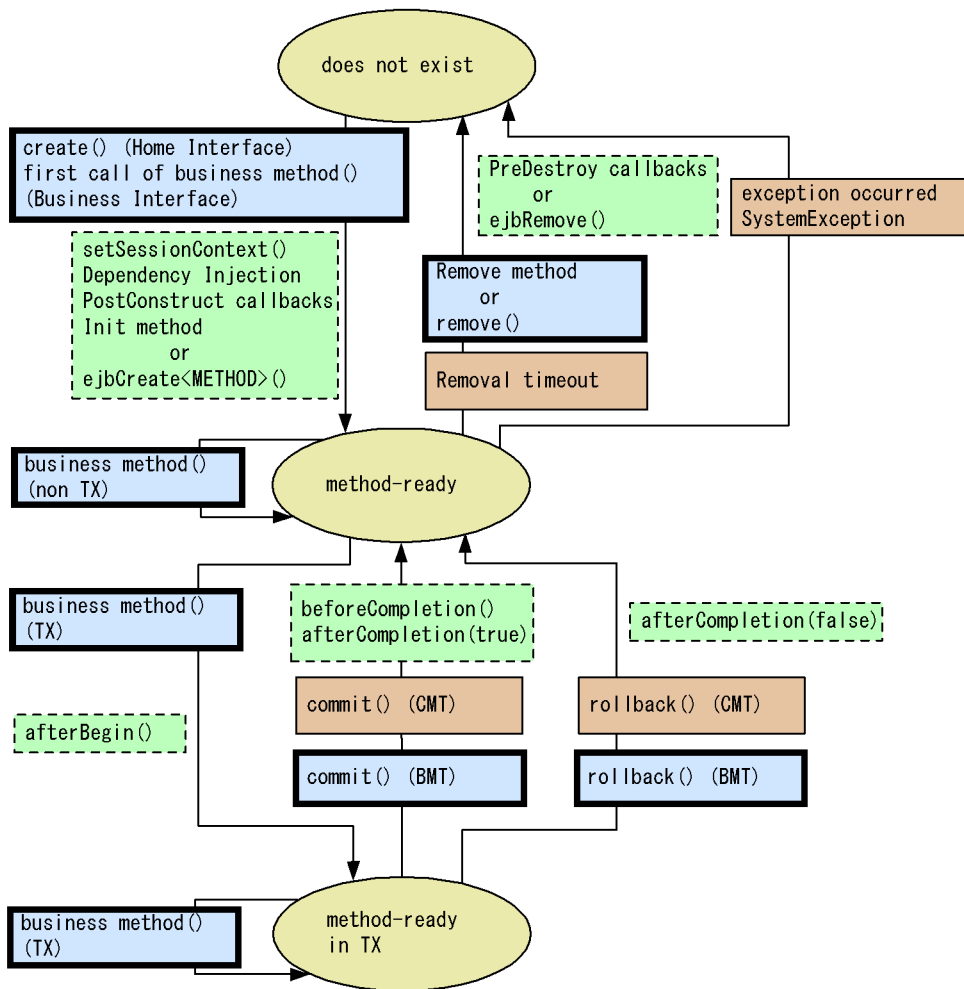 does not exist
create() (Home Interface)
first call of business method()
(Business Interface)
PreDestroy callbacks
or
ejbRemove()
exception occurred
SystemException
setSessionContext()
Dependency Injection
PostConstruct callbacks
Init method
or
ejbCreate<METHOD>()
Remove method
or
remove()
Removal timeout
business method()
(non TX)
method-ready
business method()
(TX)
beforeCompletion()
afterCompletion(true)
afterCompletion(false)
afterBegin()
commit() (CMT)
rollback() (CMT)
commit() (BMT)
rollback() (BMT)
business method()
(TX)
method-ready
in TX